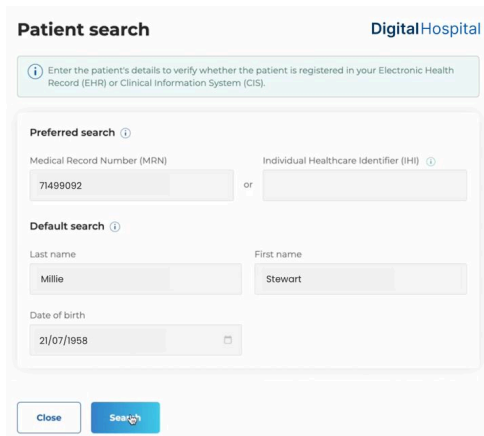 Patient search
DigitalHospital
Enter the patient's details to verify whether the patient is registered in your Electronic Health
Record (EHR) or Clinical Information System (CIS).
Preferred search
Medical Record Number (MRN)
Individual Healthcare Identifier (IHI)
71499092
or
Default search
Last name
First name
Millie
Stewart
Date of birth
21/07/1958
Close
Search